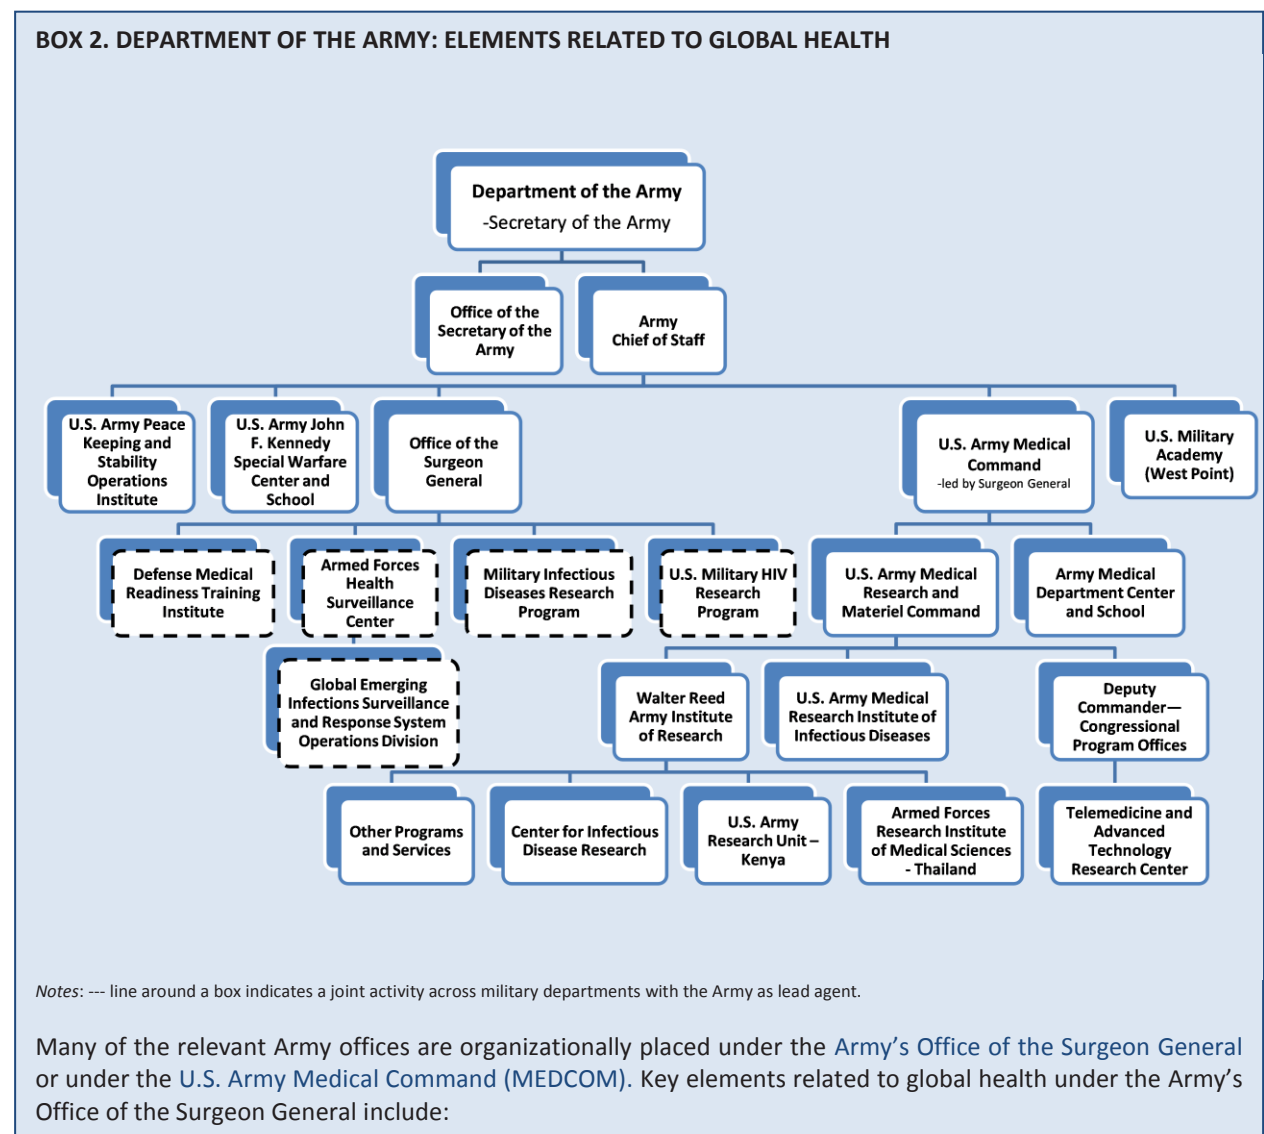 BOX 2. DEPARTMENT OF THE ARMY: ELEMENTS RELATED TO GLOBAL HEALTH
Department of the Army
-Secretary of the Army
Office of the
Secretary of the
Army
Army
Chief of Staff
U.S. Army Peace
Keeping and
Stability
Operations
Institute
U.S. Army John
F. Kennedy
Special Warfare
Center and
School
Office of the
Surgeon
General
U.S. Army Medical
Command
-led by Surgeon General
U.S. Military
Academy
(West Point)
Defense Medical
Readiness Training
Institute
Armed Forces
Health
Surveillance
Center
Military Infectious
Diseases Research
Program
U.S. Military HIV
Research
Program
U.S. Army Medical
Research and
Materiel Command
Army Medical
Department Center
and School
Global Emerging
Infections Surveillance
and Response System
Operations Division
Walter Reed
Army Institute
of Research
U.S. Army Medical
Research Institute of
Infectious Diseases
Deputy
Commander—
Congressional
Program Offices
Other Programs
and Services
Center for Infectious
Disease Research
U.S. Army
Research Unit –
Kenya
Armed Forces
Research Institute
of Medical Sciences
- Thailand
Telemedicine and
Advanced
Technology
Research Center
Notes: --- line around a box indicates a joint activity across military departments with the Army as lead agent.
Many of the relevant Army offices are organizationally placed under the Army’s Office of the Surgeon General
or under the U.S. Army Medical Command (MEDCOM). Key elements related to global health under the Army’s
Office of the Surgeon General include: